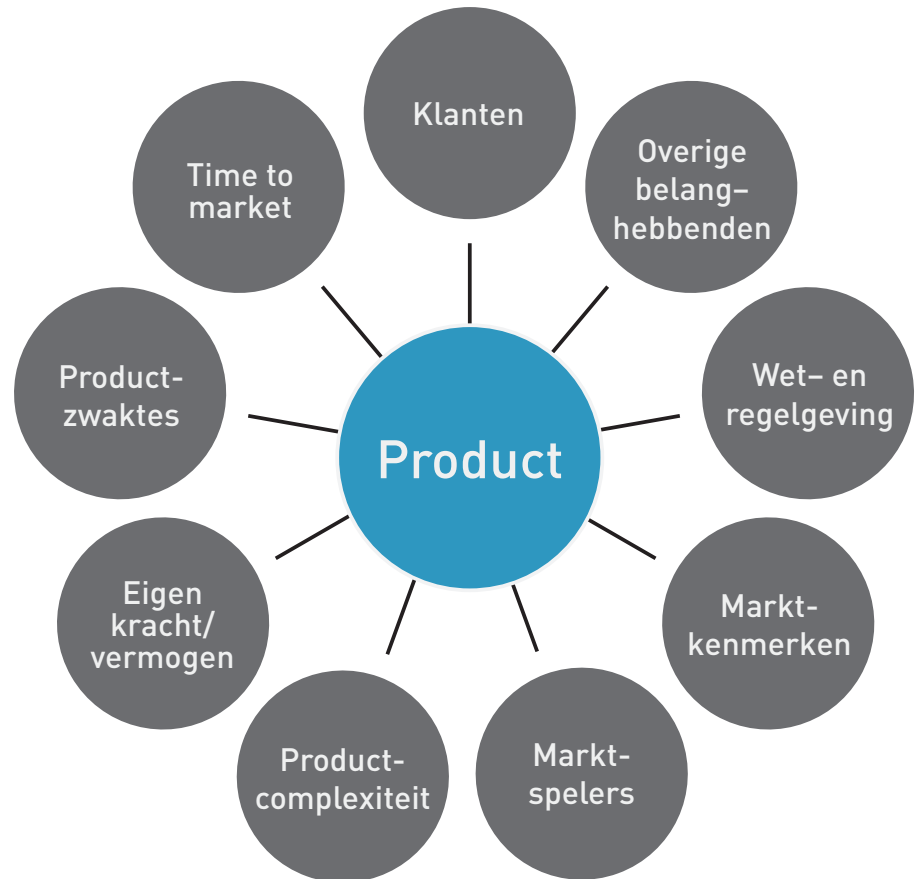 Klanten
Overige
belang–
hebbenden
Wet– en
regelgeving
Markt-
kenmerken
Markt-
spelers
Product-
complexiteit
Eigen
kracht/
vermogen
Product-
zwaktes
Time to
market
Product